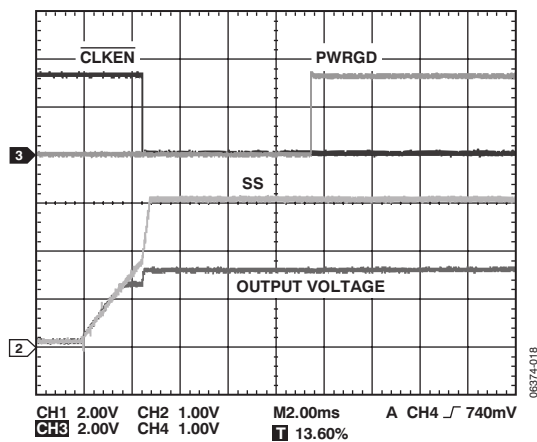 CLKEN
PWRGD
3
SS
OUTPUT VOLTAGE
2
CH1 2.00V CH2 1.00V M2.00ms A CH4 740mV
CH3 2.00V CH4 1.00V T 13.60%
06374-018